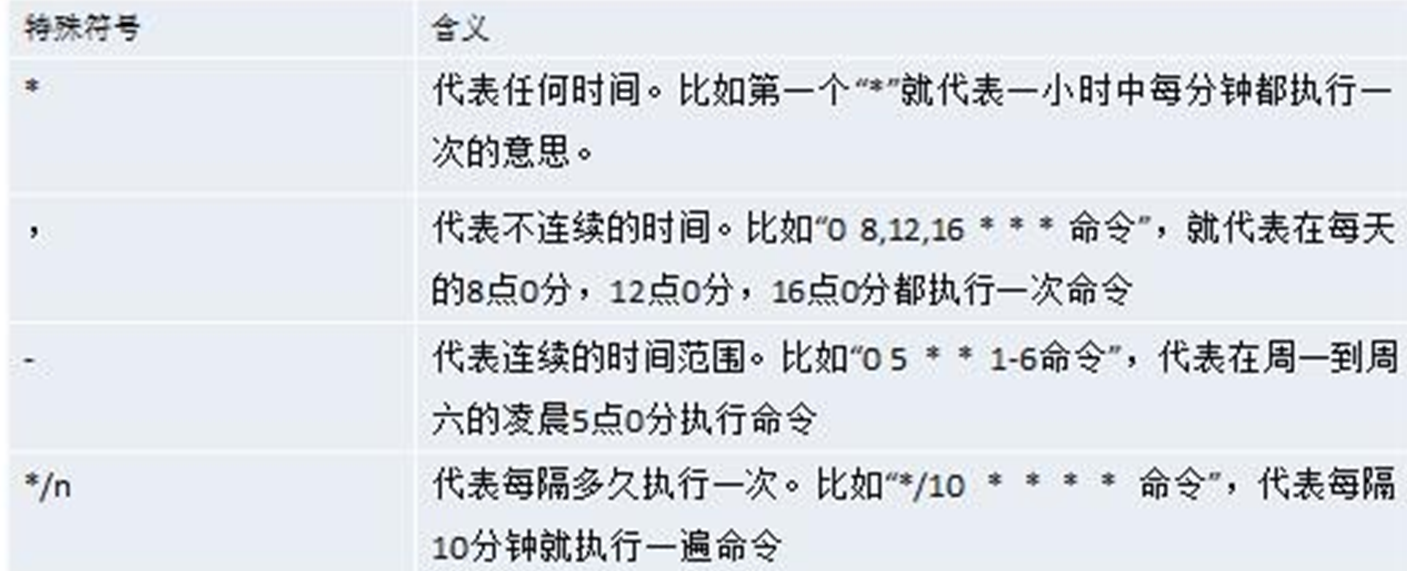 特殊符号 含义
* 代表任何时间。比如第一个“*”就代表一小时中每分钟都执行一
次的意思。
, 代表不连续的时间。比如“0 8,12,16 * * * 命令”，就代表在每天
的8点0分，12点0分，16点0分都执行一次命令
- 代表连续的时间范围。比如“0 5 * * 1-6命令”，代表在周一到周
六的凌晨5点0分执行命令
*/n 代表每隔多久执行一次。比如“*/10 * * * * 命令”，代表每隔
10分钟就执行一遍命令